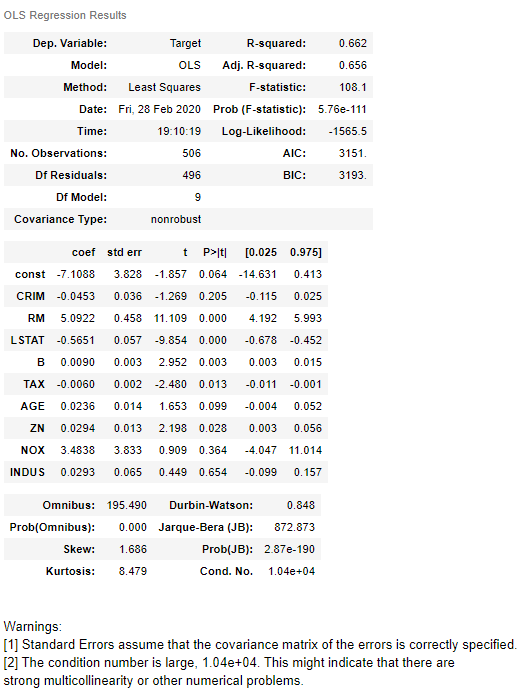 OLS Regression Results
Dep. Variable: Target R-squared: 0.662
Model: OLS Adj. R-squared: 0.656
Method: Least Squares F-statistic: 108.1
Date: Fri, 28 Feb 2020 Prob (F-statistic): 5.76e-111
Time: 19:10:19 Log-Likelihood: -1565.5
No. Observations: 506 AIC: 3151.
Df Residuals: 496 BIC: 3193.
Df Model: 9
Covariance Type: nonrobust
coef std err t P>|t| [0.025 0.975]
const -7.1088 3.828 -1.857 0.064 -14.631 0.413
CRIM -0.0453 0.036 -1.269 0.205 -0.115 0.025
RM 5.0922 0.458 11.109 0.000 4.192 5.993
LSTAT -0.5651 0.057 -9.854 0.000 -0.678 -0.452
B 0.0090 0.003 2.952 0.003 0.003 0.015
TAX -0.0060 0.002 -2.480 0.013 -0.011 -0.001
AGE 0.0236 0.014 1.653 0.099 -0.004 0.052
ZN 0.0294 0.013 2.198 0.028 0.003 0.056
NOX 3.4838 3.833 0.909 0.364 -4.047 11.014
INDUS 0.0293 0.065 0.449 0.654 -0.099 0.157
Omnibus: 195.490 Durbin-Watson: 0.848
Prob(Omnibus): 0.000 Jarque-Bera (JB): 872.873
Skew: 1.686 Prob(JB): 2.87e-190
Kurtosis: 8.479 Cond. No. 1.04e+04
Warnings:
[1] Standard Errors assume that the covariance matrix of the errors is correctly specified.
[2] The condition number is large, 1.04e+04. This might indicate that there are
strong multicollinearity or other numerical problems.